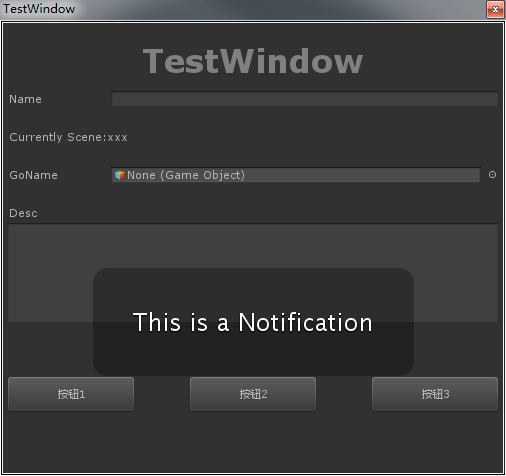 TestWindow
TestWindow
Name
Currently Scene:xxx
GoName None (Game Object)
Desc
This is a Notification
按钮1 按钮2 按钮3